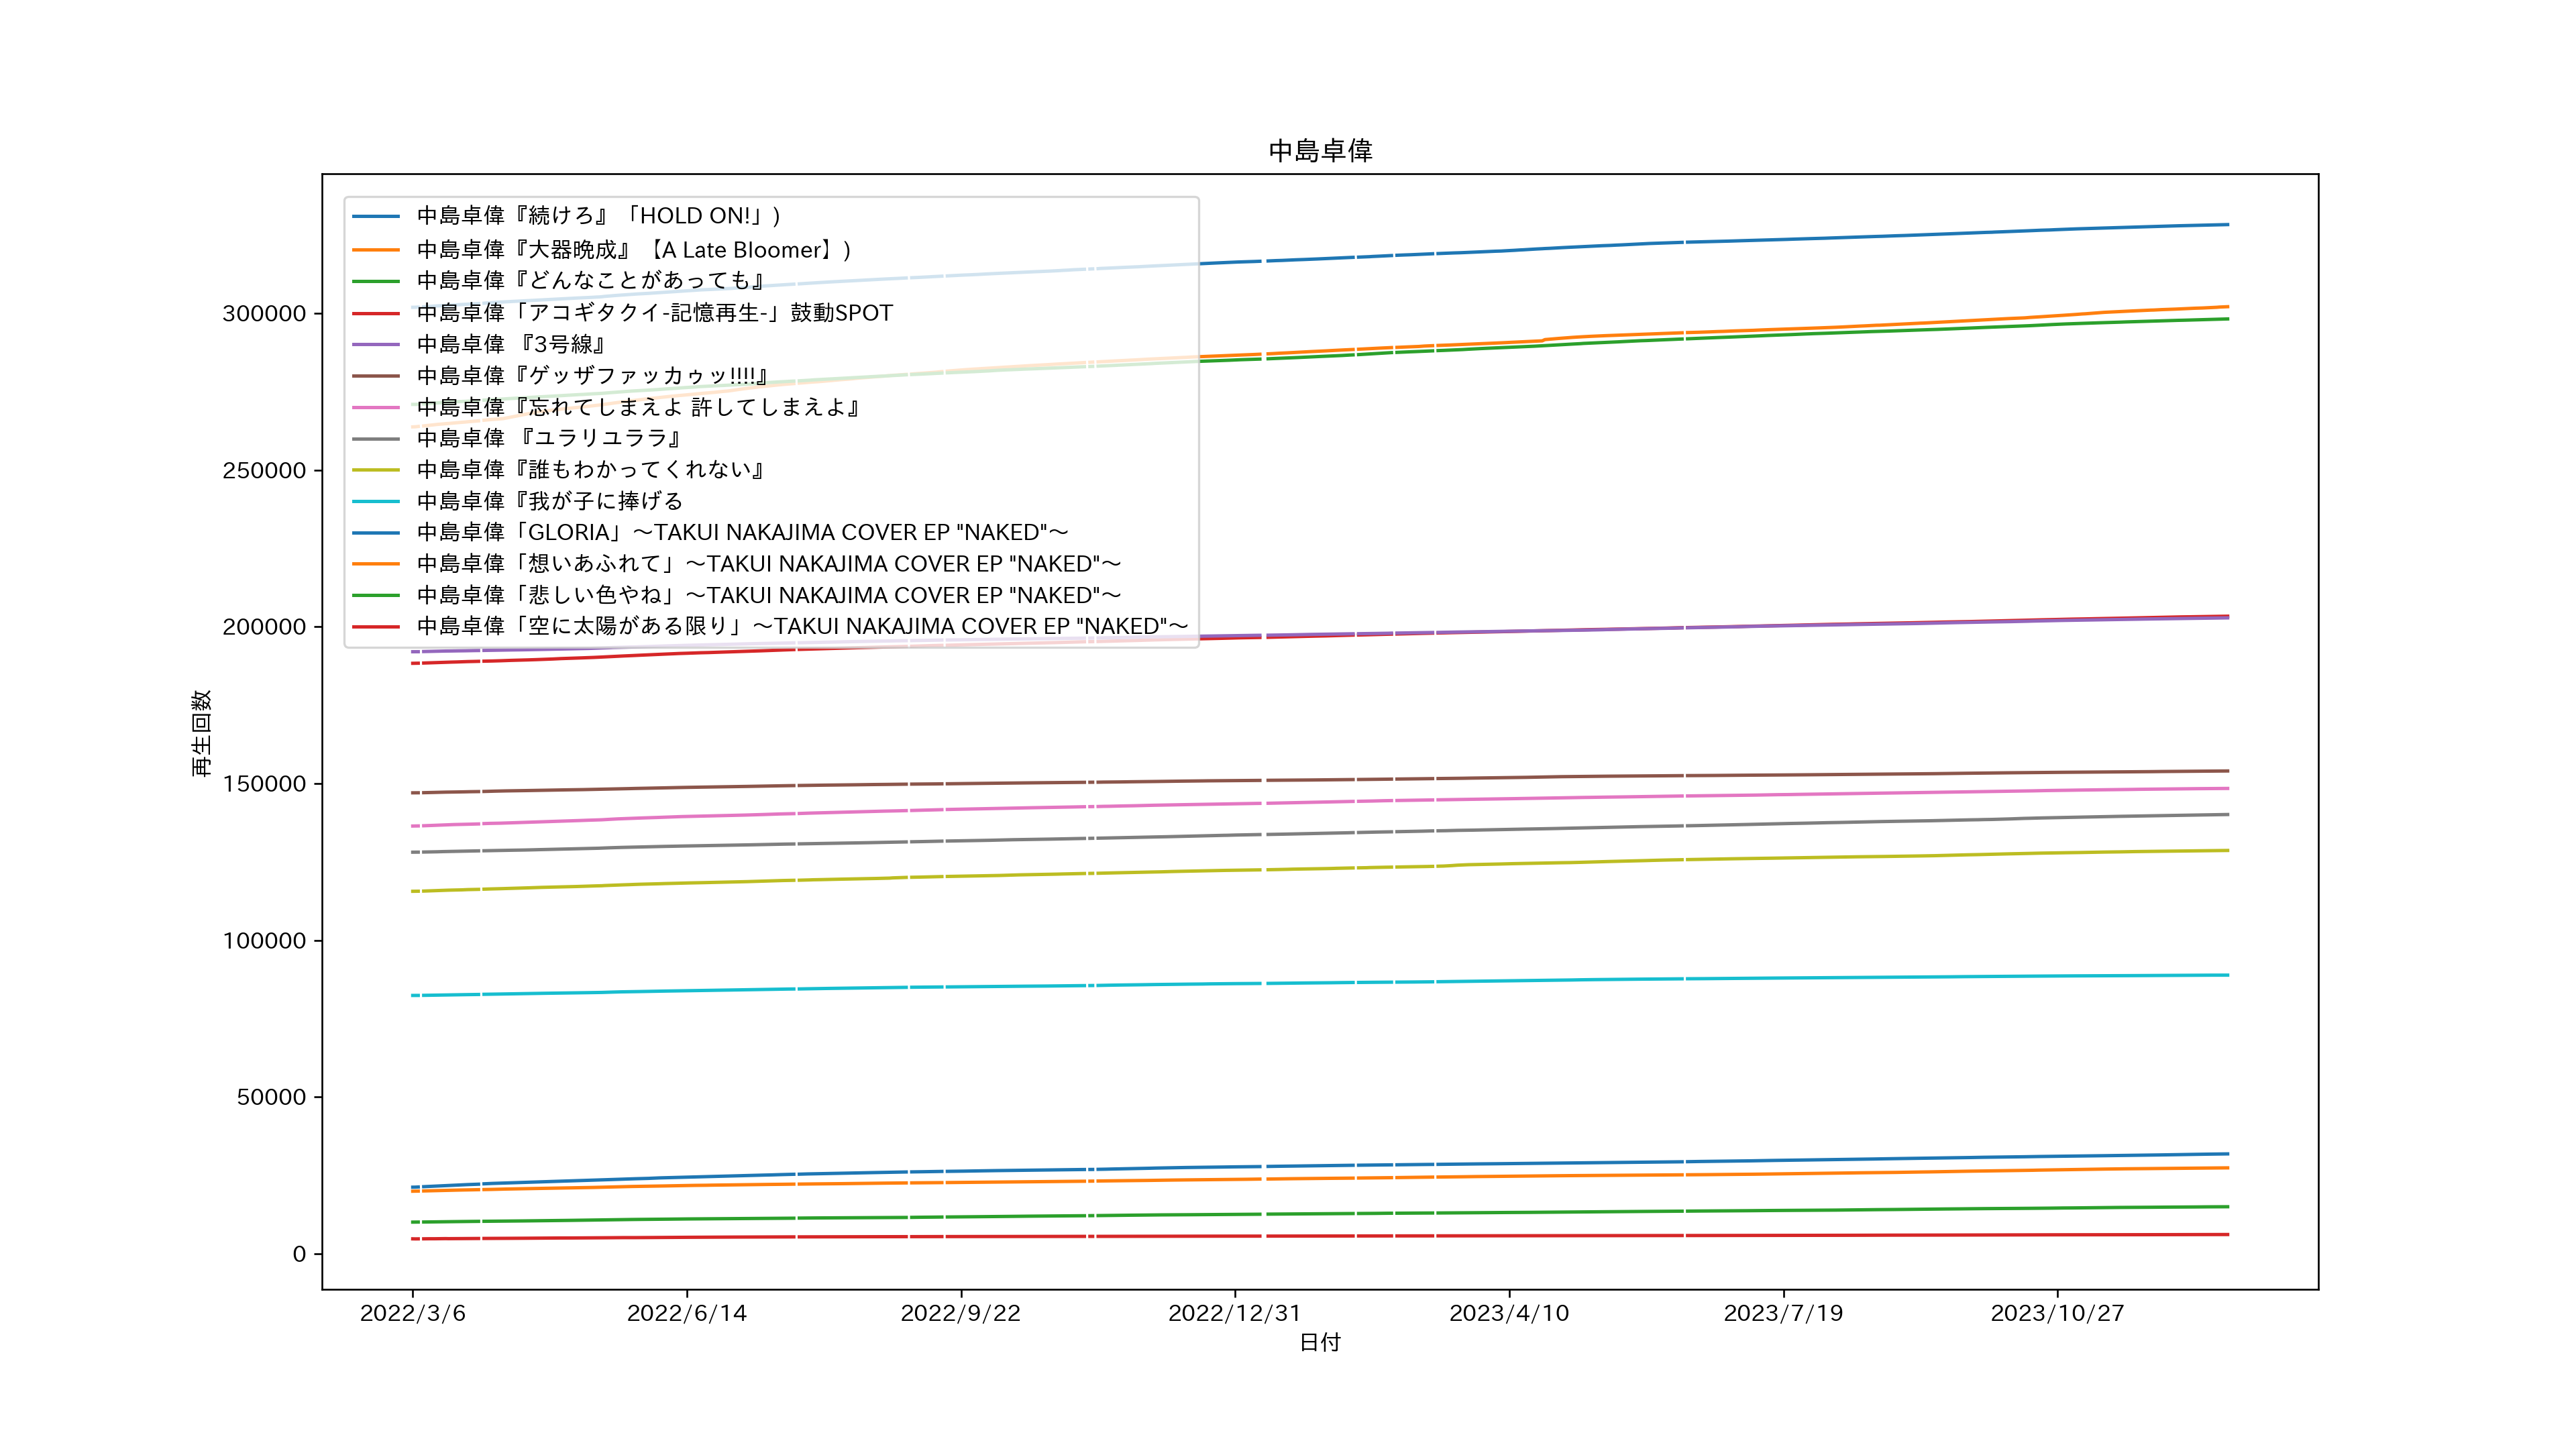 中島卓偉
中島卓偉『続けろ』「HOLD ON!」)
中島卓偉『大器晩成』【A Late Bloomer】)
中島卓偉『どんなことがあっても』
中島卓偉「アコギタクイ-記憶再生-」鼓動SPOT
中島卓偉 『3号線』
中島卓偉『ゲッザファッカゥッ!!!!』
中島卓偉『忘れてしまえよ 許してしまえよ』
中島卓偉 『ユラリユララ』
中島卓偉『誰もわかってくれない』
中島卓偉『我が子に捧げる
中島卓偉「GLORIA」～TAKUI NAKAJIMA COVER EP "NAKED"～
中島卓偉「想いあふれて」～TAKUI NAKAJIMA COVER EP "NAKED"～
中島卓偉「悲しい色やね」～TAKUI NAKAJIMA COVER EP "NAKED"～
中島卓偉「空に太陽がある限り」～TAKUI NAKAJIMA COVER EP "NAKED"～
300000
250000
200000
150000
100000
50000
0
再生回数
2022/3/6
2022/6/14
2022/9/22
2022/12/31
2023/4/10
2023/7/19
2023/10/27
日付